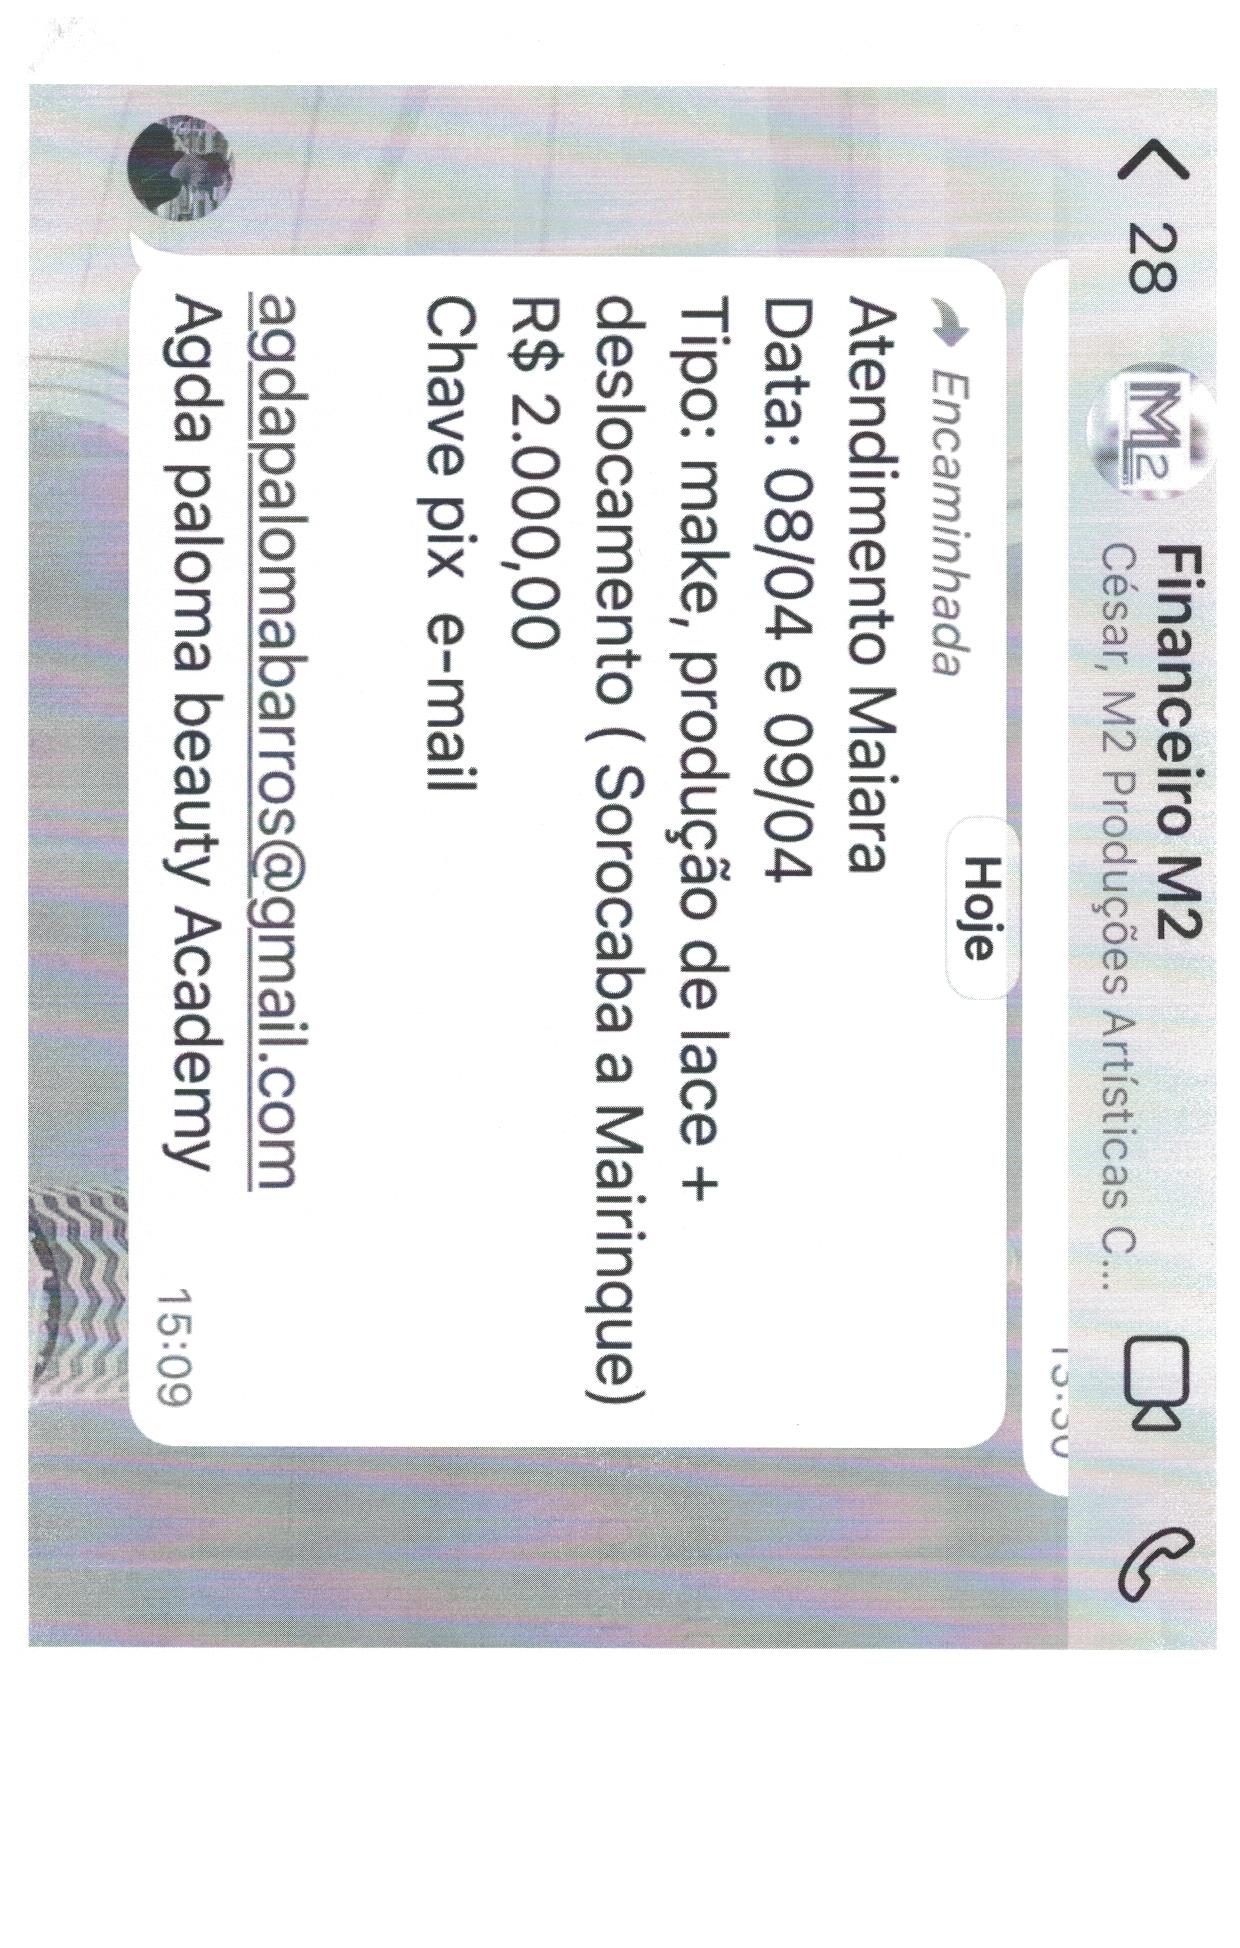 28
M2
Financeiro M2
César, M2 Produções Artísticas C...
Hoje
Encaminhada
Atendimento Maiara
Data: 08/04 e 09/04
Tipo: make, produção de lace +
deslocamento ( Sorocaba a Mairinque)
R$ 2.000,00
Chave pix e-mail
agdapalomabarros@gmail.com
Agda paloma beauty Academy
15:09